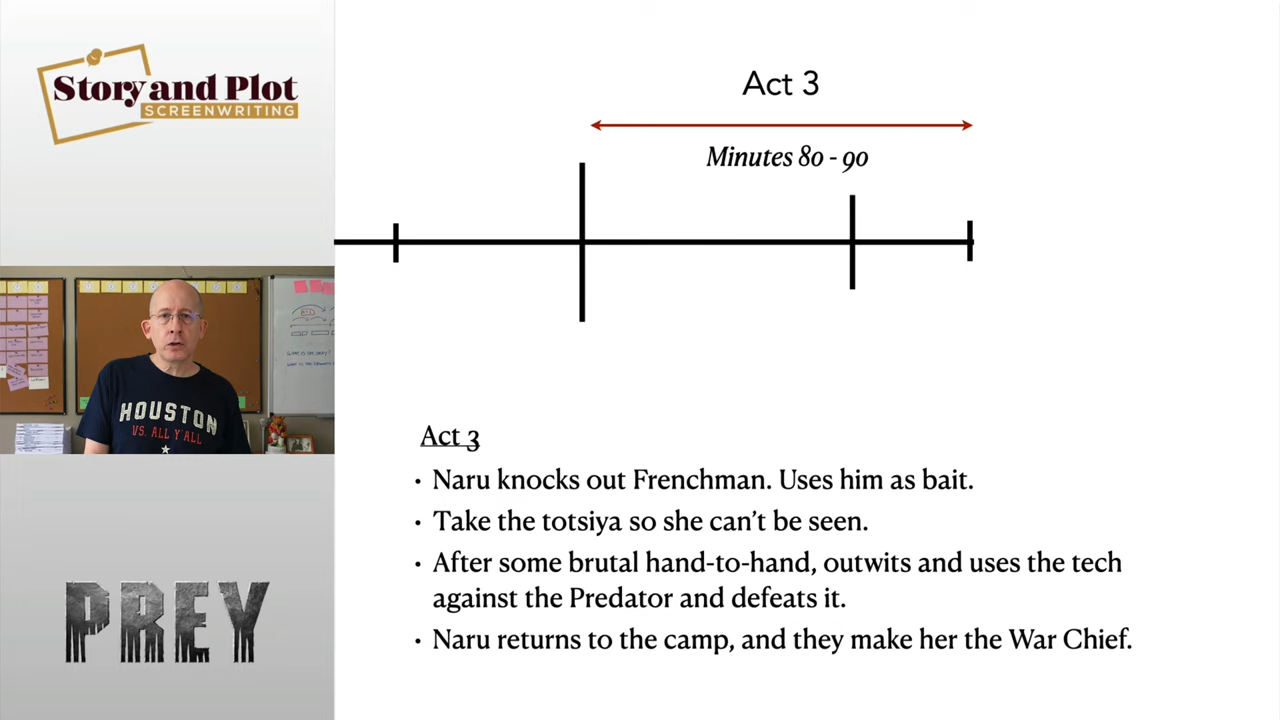 Story and Plot
SCREENWRITING
Act 3
Minutes 80 - 90
HOUSTON
VS. ALL Y'ALL
Act 3
• Naru knocks out Frenchman. Uses him as bait.
• Take the totsiya so she can't be seen.
• After some brutal hand-to-hand, outwits and uses the tech
against the Predator and defeats it.
• Naru returns to the camp, and they make her the War Chief.
PREY